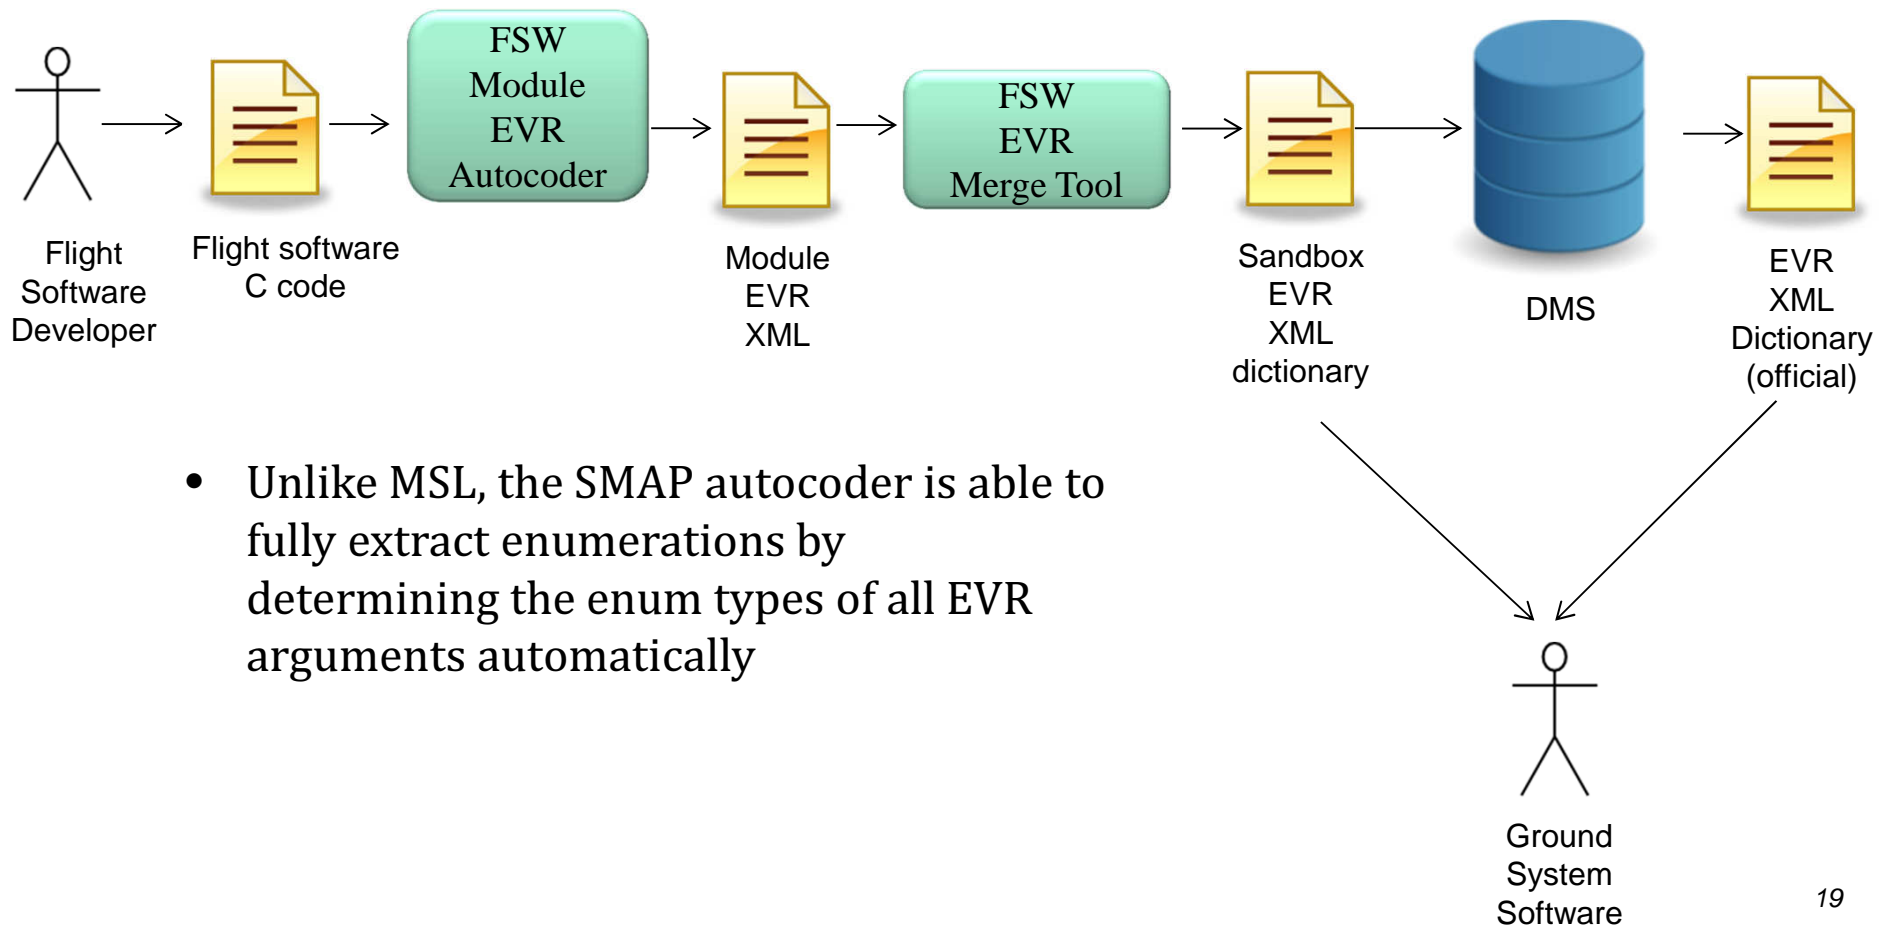 Flight
Software
Developer
Flight software
C code
FSW
Module
EVR
Autocoder
Module
EVR
XML
FSW
EVR
Merge Tool
Sandbox
EVR
XML
dictionary
DMS
EVR
XML
Dictionary
(official)
• Unlike MSL, the SMAP autocoder is able to
fully extract enumerations by
determining the enum types of all EVR
arguments automatically
Ground
System
Software
19